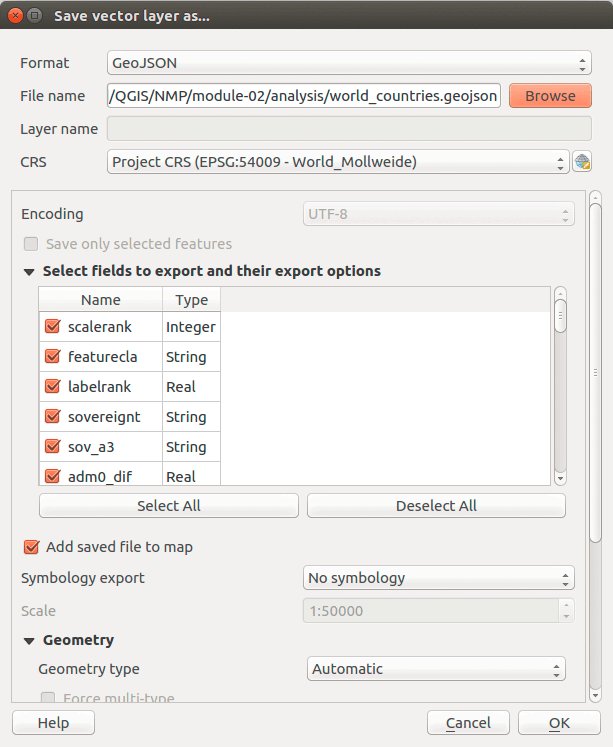 Save vector layer as...
Format GeoJSON
File name /QGIS/NMP/module-02/analysis/world_countries.geojson Browse
Layer name
CRS Project CRS (EPSG:54009 - World_Mollweide)
Encoding UTF-8
Save only selected features
Select fields to export and their export options
Name Type
scalerank Integer
featurecla String
labelrank Real
sovereignt String
sov_a3 String
adm0_dif Real
Select All Deselect All
Add saved file to map
Symbology export No symbology
Scale 1:50000
Geometry
Geometry type Automatic
Force multi-type
Help Cancel OK